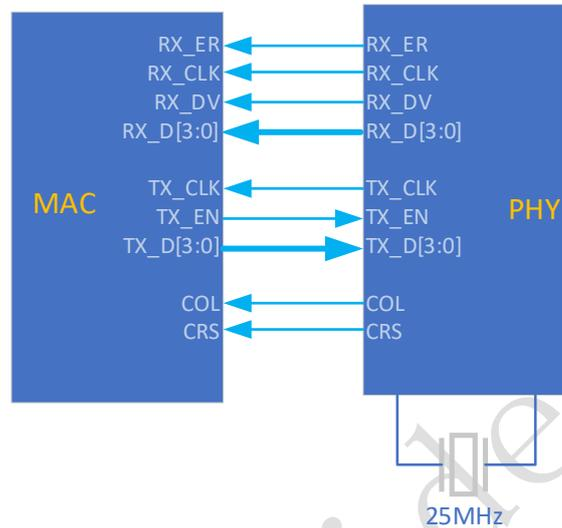 RX_ER RX_ER
RX_CLK RX_CLK
RX_DV RX_DV
RX_D[3:0] RX_D[3:0]
TX_CLK TX_CLK
MAC TX_EN TX_EN PHY
TX_D[3:0] TX_D[3:0]
COL COL
CRS CRS
25MHz